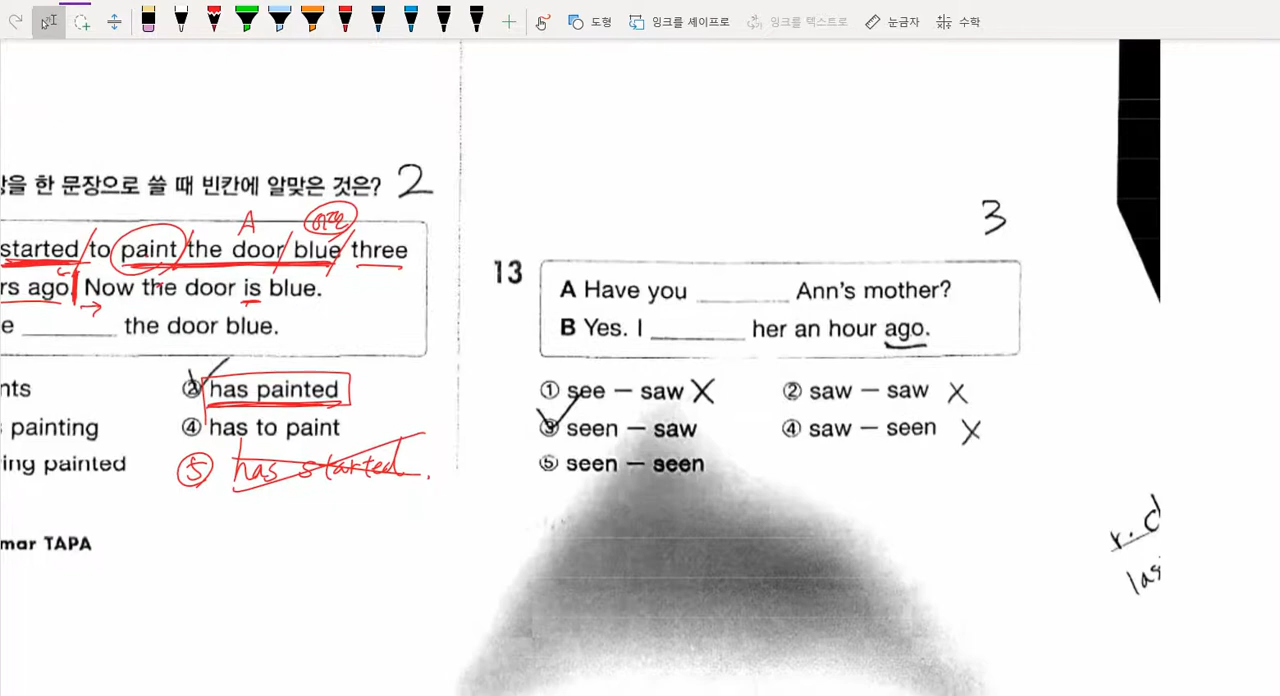 도형
잉크를 셰이프로
잉크를 텍스트로
눈금자
수학
을 한 문장으로 쓸 때 빈칸에 알맞은 것은? 2
A
started to paint the door blue three
rs ago. Now the door is blue.
e ________ the door blue.
nts
② has painted
painting
④ has to paint
ing painted
⑤ has started.
mar TAPA
3
13
A Have you ________ Ann's mother?
B Yes. I ________ her an hour ago.
① see – saw X
② saw – saw X
③ seen – saw
④ saw – seen X
⑤ seen – seen
r. d
las